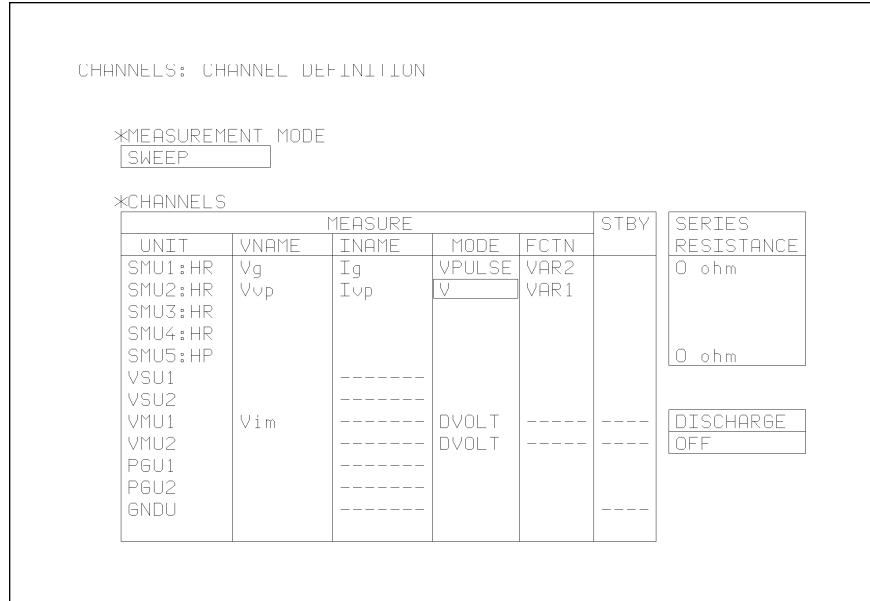 CHANNELS: CHANNEL DEFINITION
*MEASUREMENT MODE
SWEEP
*CHANNELS
MEASURE STBY SERIES
UNIT VNAME INAME MODE FCTN RESISTANCE
SMU1:HR Vg Ig VPULSE VAR2 0 ohm
SMU2:HR Vvp Ivp V VAR1
SMU3:HR
SMU4:HR
SMU5:HP 0 ohm
VSU1 -------
VSU2 -------
VMU1 Vim ------- DVOLT ----- ---- DISCHARGE
VMU2 ------- DVOLT ----- ---- OFF
PGU1 -------
PGU2 -------
GNDU ------- ----